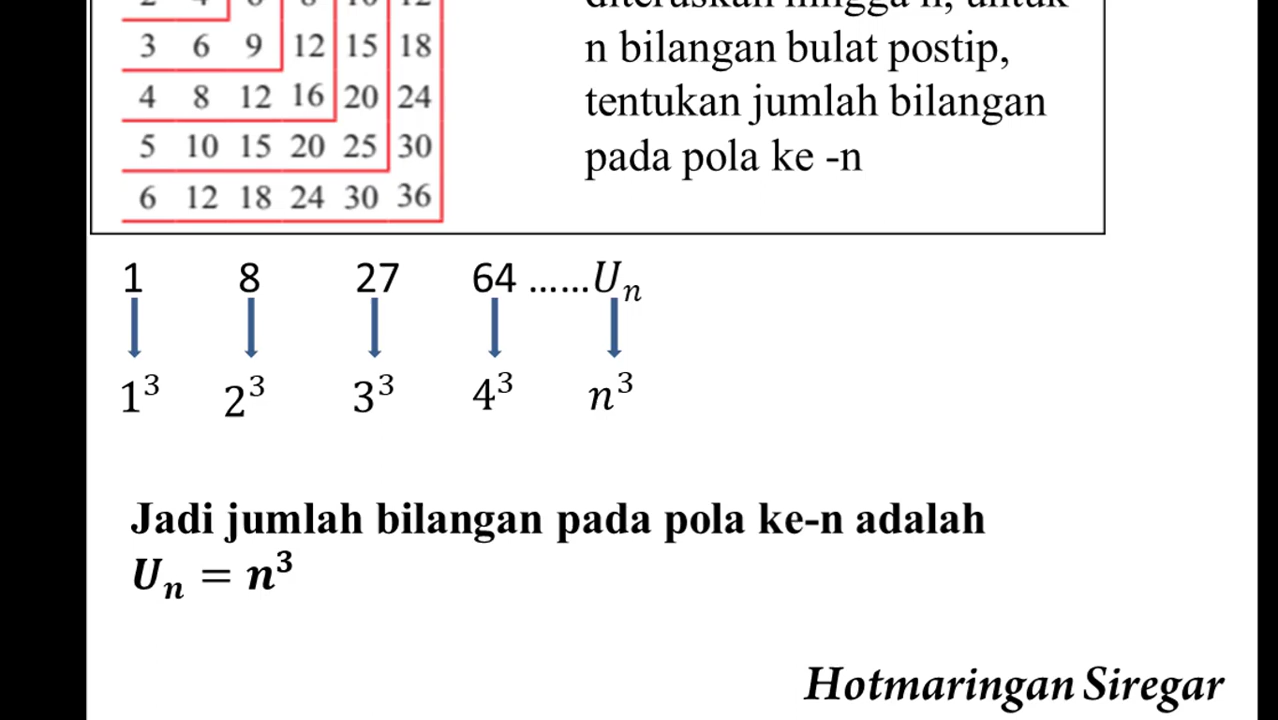 3 6 9 12 15 18
n bilangan bulat postip,
4 8 12 16 20 24
tentukan jumlah bilangan
5 10 15 20 25 30
pada pola ke -n
6 12 18 24 30 36
1 8 27 64 ......Uₙ
1³ 2³ 3³ 4³ n³
Jadi jumlah bilangan pada pola ke-n adalah
Uₙ = n³
Hotmaringan Siregar